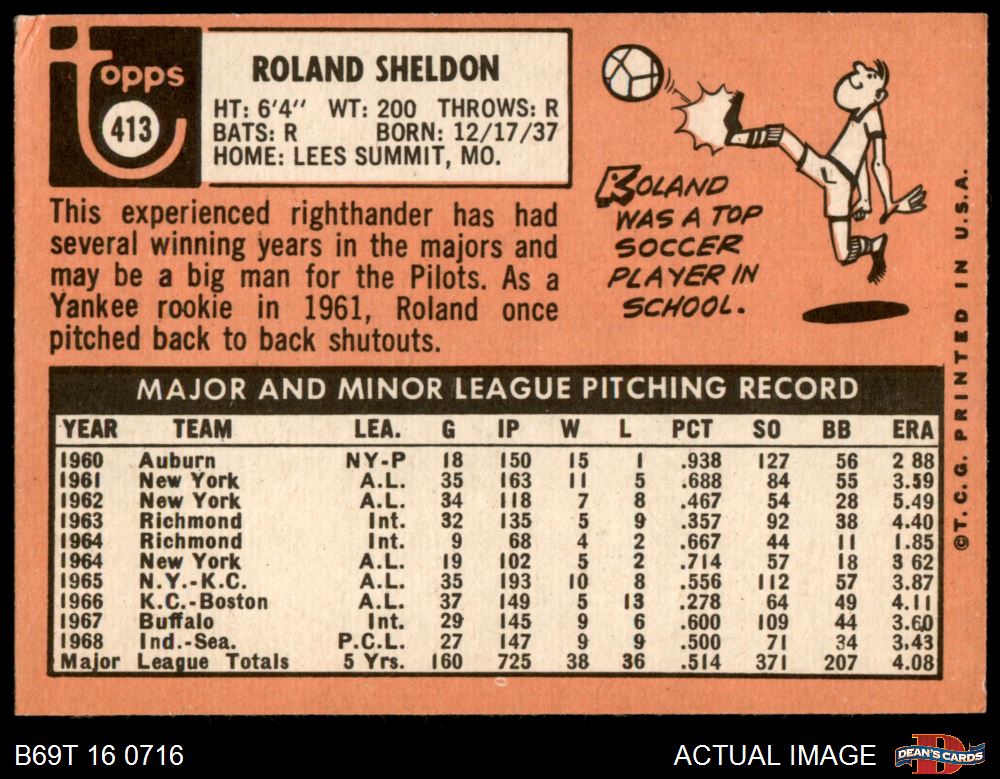 topps
413
ROLAND SHELDON
HT: 6'4" WT: 200 THROWS: R
BATS: R BORN: 12/17/37
HOME: LEES SUMMIT, MO.
This experienced righthander has had
several winning years in the majors and
may be a big man for the Pilots. As a
Yankee rookie in 1961, Roland once
pitched back to back shutouts.
ROLAND
WAS A TOP
SOCCER
PLAYER IN
SCHOOL.
MAJOR AND MINOR LEAGUE PITCHING RECORD
YEAR TEAM LEA. G IP W L PCT SO BB ERA
1960 Auburn NY-P 18 150 15 1 .938 127 56 2 88
1961 New York A.L. 35 163 11 5 .688 84 55 3.59
1962 New York A.L. 34 118 7 8 .467 54 28 5.49
1963 Richmond Int. 32 135 5 9 .357 92 38 4.40
1964 Richmond Int. 9 68 4 2 .667 44 11 1.85
1964 New York A.L. 19 102 5 2 .714 57 18 3 62
1965 N.Y.-K.C. A.L. 35 193 10 8 .556 112 57 3.87
1966 K.C.-Boston A.L. 37 149 5 13 .278 64 49 4.11
1967 Buffalo Int. 29 145 9 6 .600 109 44 3.60
1968 Ind.-Sea. P.C.L. 27 147 9 9 .500 71 34 3.43
Major League Totals 5 Yrs. 160 725 38 36 .514 371 207 4.08
©T.C.G. PRINTED IN U.S.A.
B69T 16 0716
ACTUAL IMAGE
DEAN'S CARDS